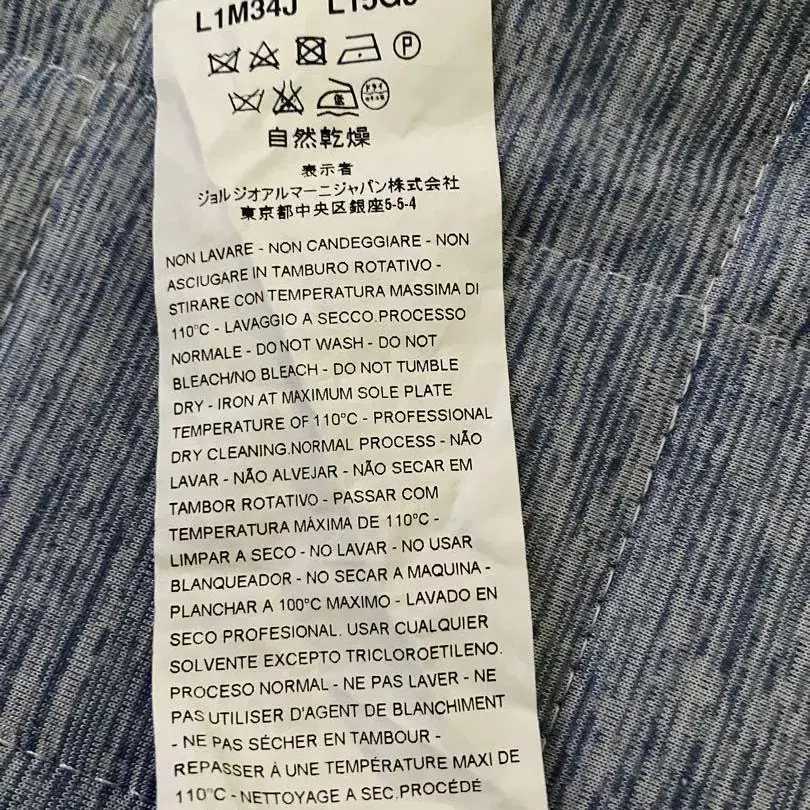 L1M34J
P
自然乾燥
表示者
ジョルジオアルマーニジャパン株式会社
東京都中央区銀座5-5-4
NON LAVARE - NON CANDEGGIARE - NON
ASCIUGARE IN TAMBURO ROTATIVO -
STIRARE CON TEMPERATURA MASSIMA DI
110°C - LAVAGGIO A SECCO.PROCESSO
NORMALE - DO NOT WASH - DO NOT
BLEACH/NO BLEACH - DO NOT TUMBLE
DRY - IRON AT MAXIMUM SOLE PLATE
TEMPERATURE OF 110°C - PROFESSIONAL
DRY CLEANING.NORMAL PROCESS - NÃO
LAVAR - NÃO ALVEJAR - NÃO SECAR EM
TAMBOR ROTATIVO - PASSAR COM
TEMPERATURA MÁXIMA DE 110°C -
LIMPAR A SECO - NO LAVAR - NO USAR
BLANQUEADOR - NO SECAR A MAQUINA -
PLANCHAR A 100°C MAXIMO - LAVADO EN
SECO PROFESIONAL. USAR CUALQUIER
SOLVENTE EXCEPTO TRICLOROETILENO.
PROCESO NORMAL - NE PAS LAVER - NE
PAS UTILISER D'AGENT DE BLANCHIMENT
- NE PAS SÉCHER EN TAMBOUR -
REPASSER À UNE TEMPÉRATURE MAXI DE
110°C - NETTOYAGE A SEC.PROCÉDÉ